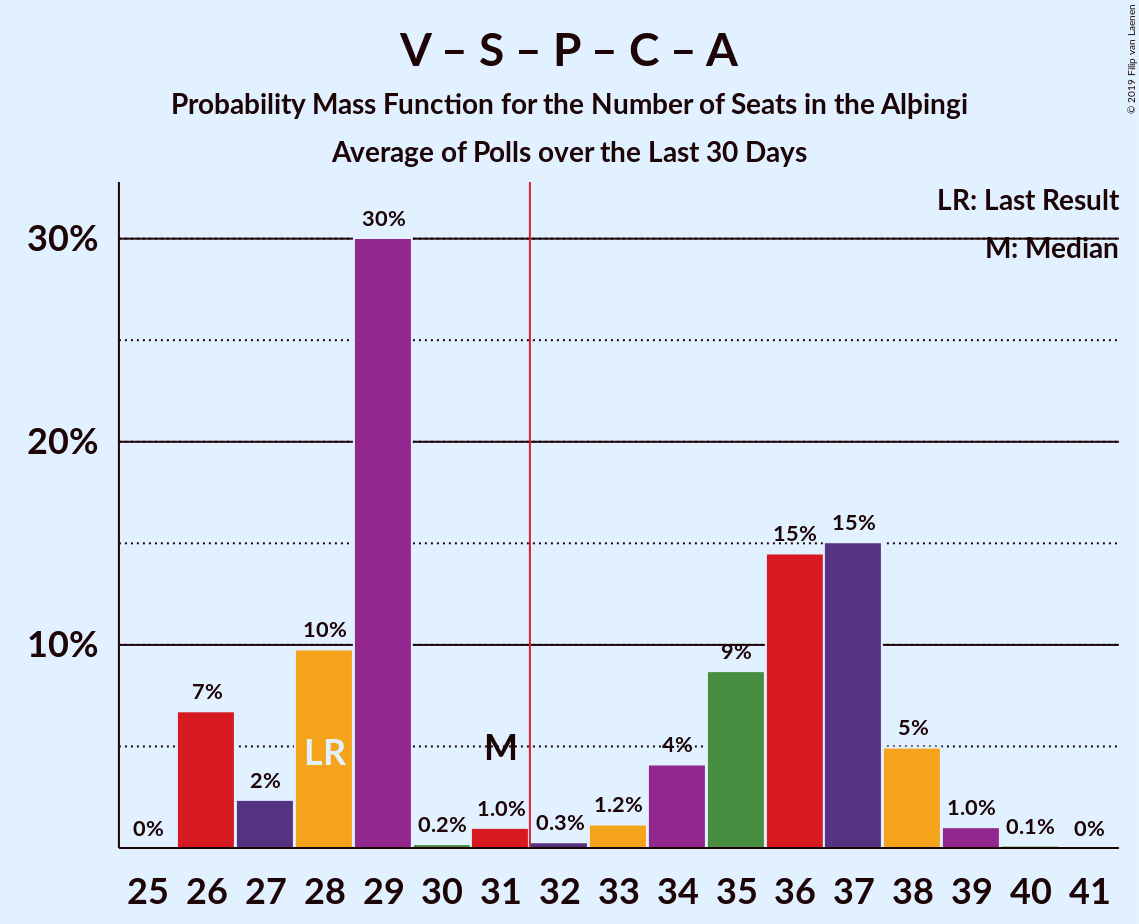 V – S – P – C – A
Probability Mass Function for the Number of Seats in the Alþingi
Average of Polls over the Last 30 Days
© 2019 Filip van Laenen
LR: Last Result
M: Median
30%
20%
10%
0%
7%
2%
10%
30%
0.2%
1.0%
0.3%
1.2%
4%
9%
15%
15%
5%
1.0%
0.1%
0%
LR
M
25 26 27 28 29 30 31 32 33 34 35 36 37 38 39 40 41